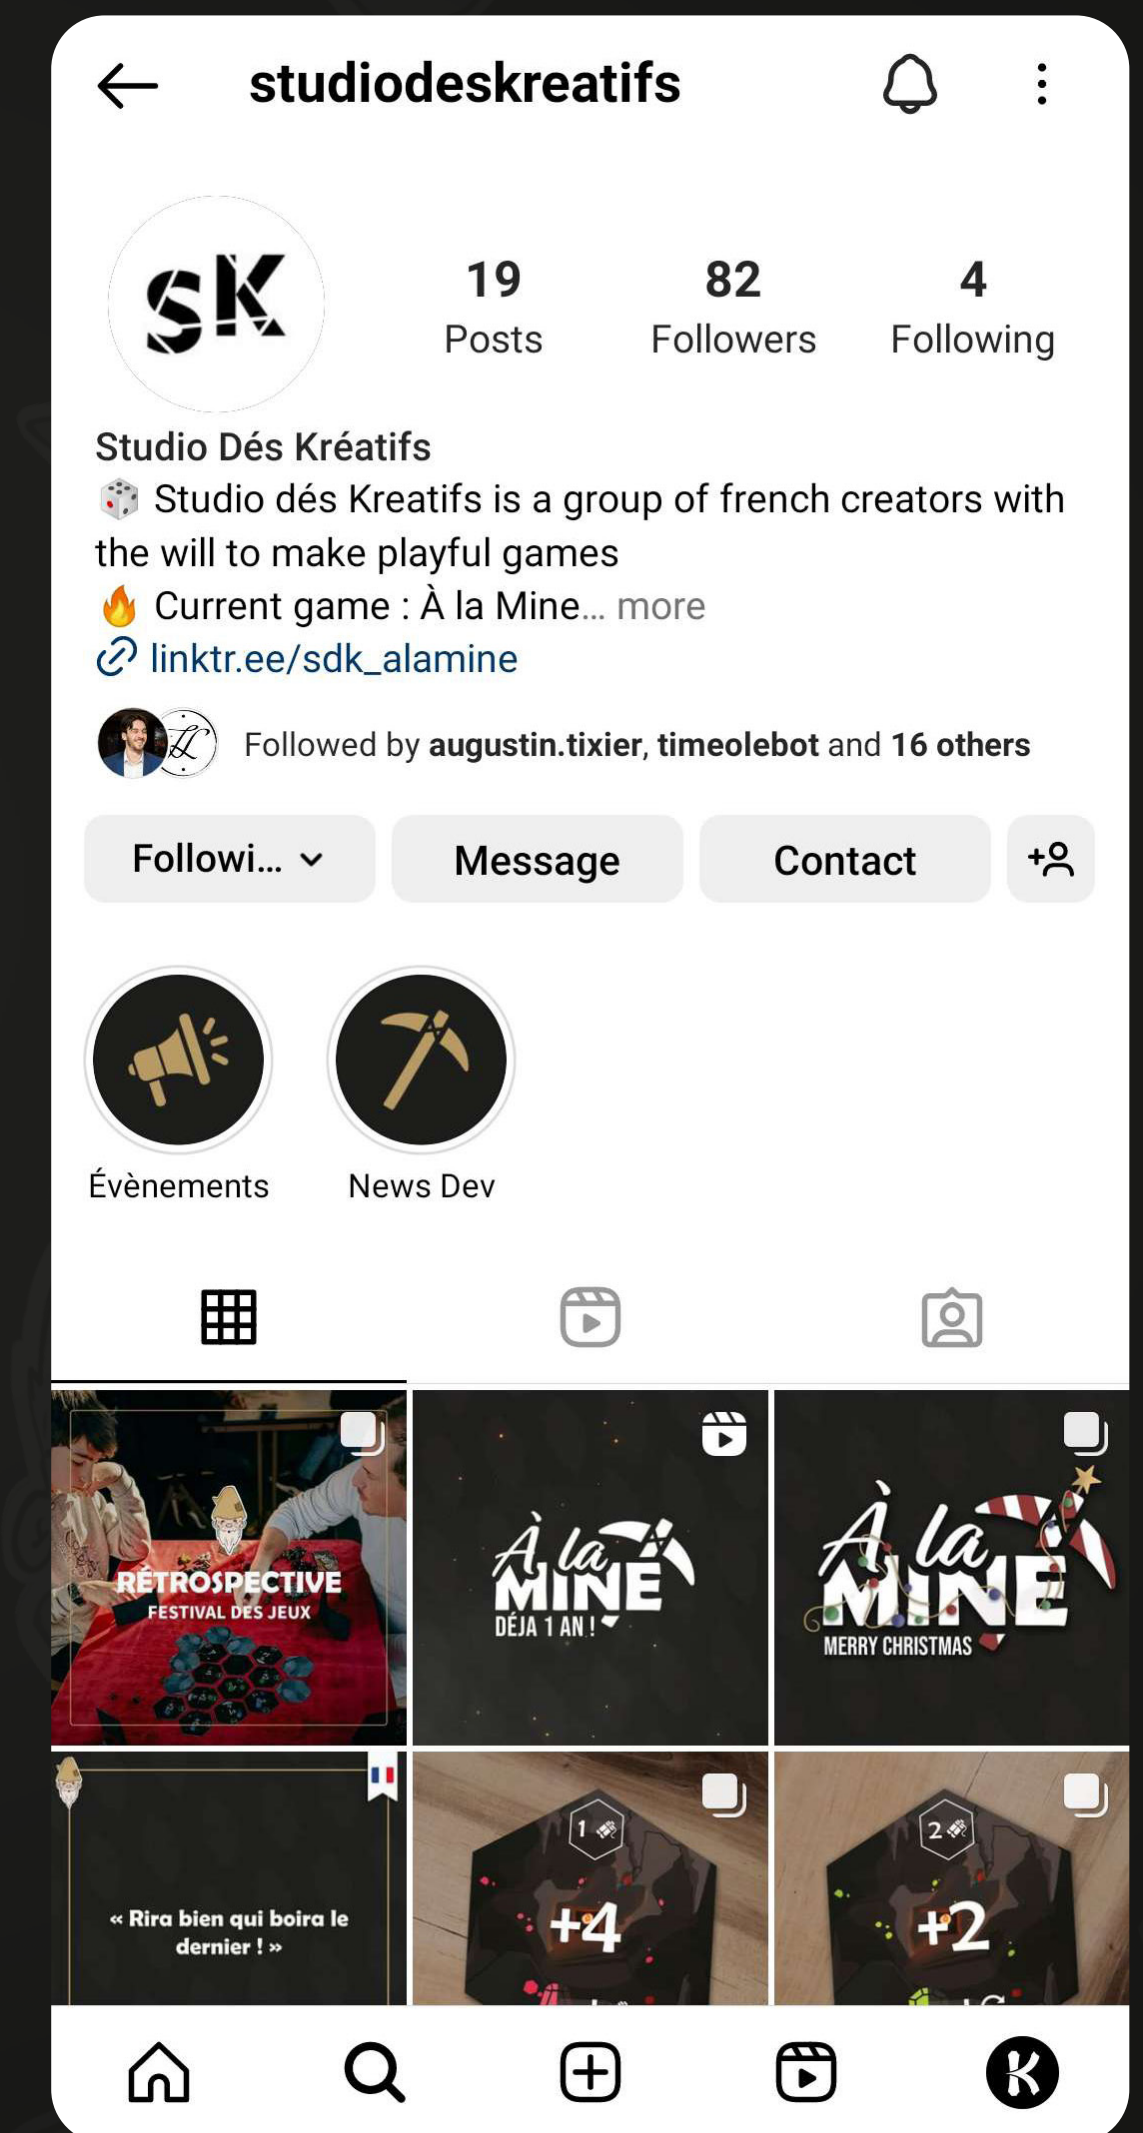 studiodeskreatifs
SK
19
Posts
82
Followers
4
Following
Studio Dés Kréatifs
Studio dés Kreatifs is a group of french creators with
the will to make playful games
Current game : À la Mine... more
linktr.ee/sdk_alamine
Followed by augustin.tixier, timeolebot and 16 others
Followi...
Message
Contact
Évènements
News Dev
RÉTROSPECTIVE
FESTIVAL DES JEUX
À la
MINE
DÉJA 1 AN !
À la
MINE
MERRY CHRISTMAS
« Rira bien qui boira le
dernier ! »
1
+4
2
+2
K